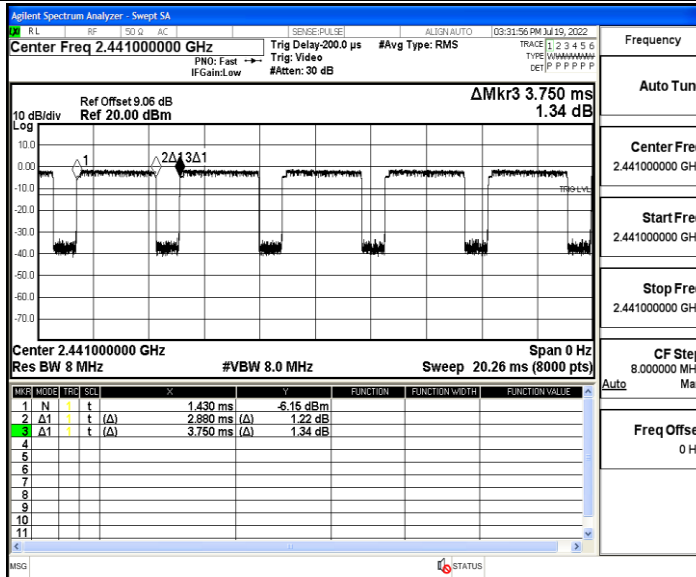 Agilent Spectrum Analyzer - Swept SA
RL RF 50 Ω AC SENSE:PULSE ALIGNAUTO 03:31:56 PM Jul 19, 2022
Center Freq 2.441000000 GHz
PNO: Fast
IFGain:Low
Trig Delay-200.0 µs
Trig: Video
#Atten: 30 dB
#Avg Type: RMS
TRACE 1 2 3 4 5 6
TYPE
DET P P P P P P
ΔMkr3 3.750 ms
1.34 dB
Ref Offset 9.06 dB
10 dB/div Ref 20.00 dBm
Log
10.0
0.00
-10.0
-20.0
-30.0
-40.0
-50.0
-60.0
-70.0
1
2Δ1 3Δ1
TRIG LVL
Center 2.441000000 GHz Span 0 Hz
Res BW 8 MHz #VBW 8.0 MHz Sweep 20.26 ms (8000 pts)
MKR MODE TRC SCL X Y FUNCTION FUNCTION WIDTH FUNCTION VALUE
1 N 1 t 1.430 ms -6.15 dBm
2 Δ1 1 t (Δ) 2.880 ms (Δ) 1.22 dB
3 Δ1 1 t (Δ) 3.750 ms (Δ) 1.34 dB
4
5
6
7
8
9
10
11
MSG STATUS
Frequency
Auto Tun
Center Fre
2.441000000 GH
Start Fre
2.441000000 GH
Stop Fre
2.441000000 GH
CF Step
8.000000 MH
Auto Ma
Freq Offse
0 H